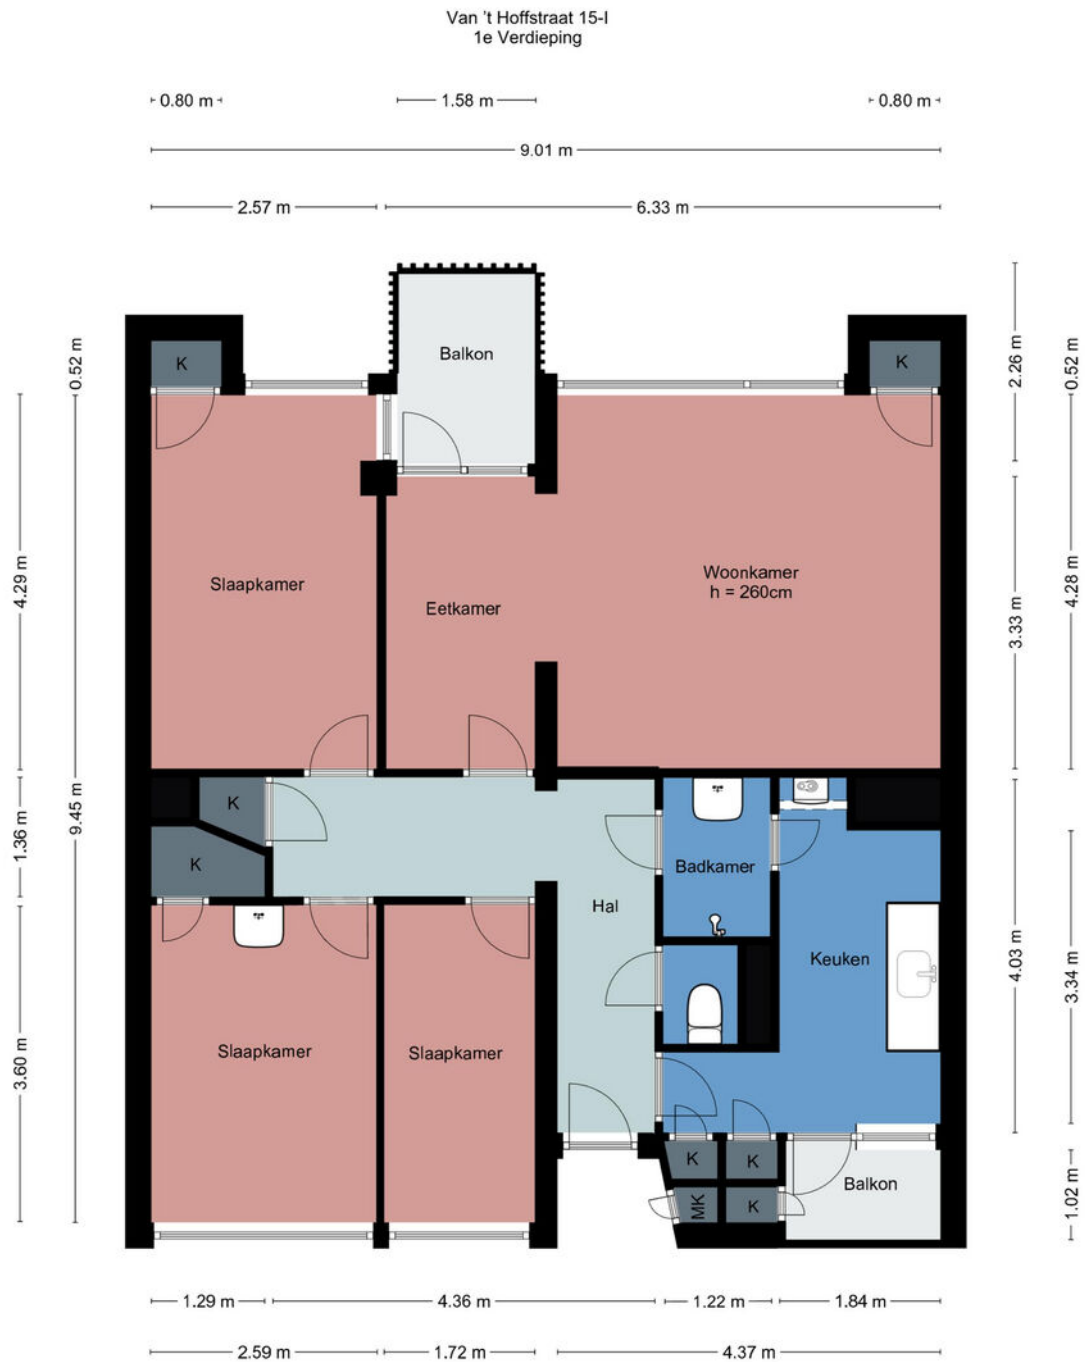 Van 't Hoffstraat 15-I
1e Verdieping
0.80 m
1.58 m
0.80 m
9.01 m
2.57 m
6.33 m
Balkon
K
K
0.52 m
2.26 m
0.52 m
4.29 m
9.45 m
Slaapkamer
Eetkamer
Woonkamer
h = 260cm
3.33 m
4.28 m
1.36 m
K
K
Badkamer
Hal
Keuken
4.03 m
3.34 m
3.60 m
Slaapkamer
Slaapkamer
K
K
MK
K
Balkon
1.02 m
1.29 m
4.36 m
1.22 m
1.84 m
2.59 m
1.72 m
4.37 m